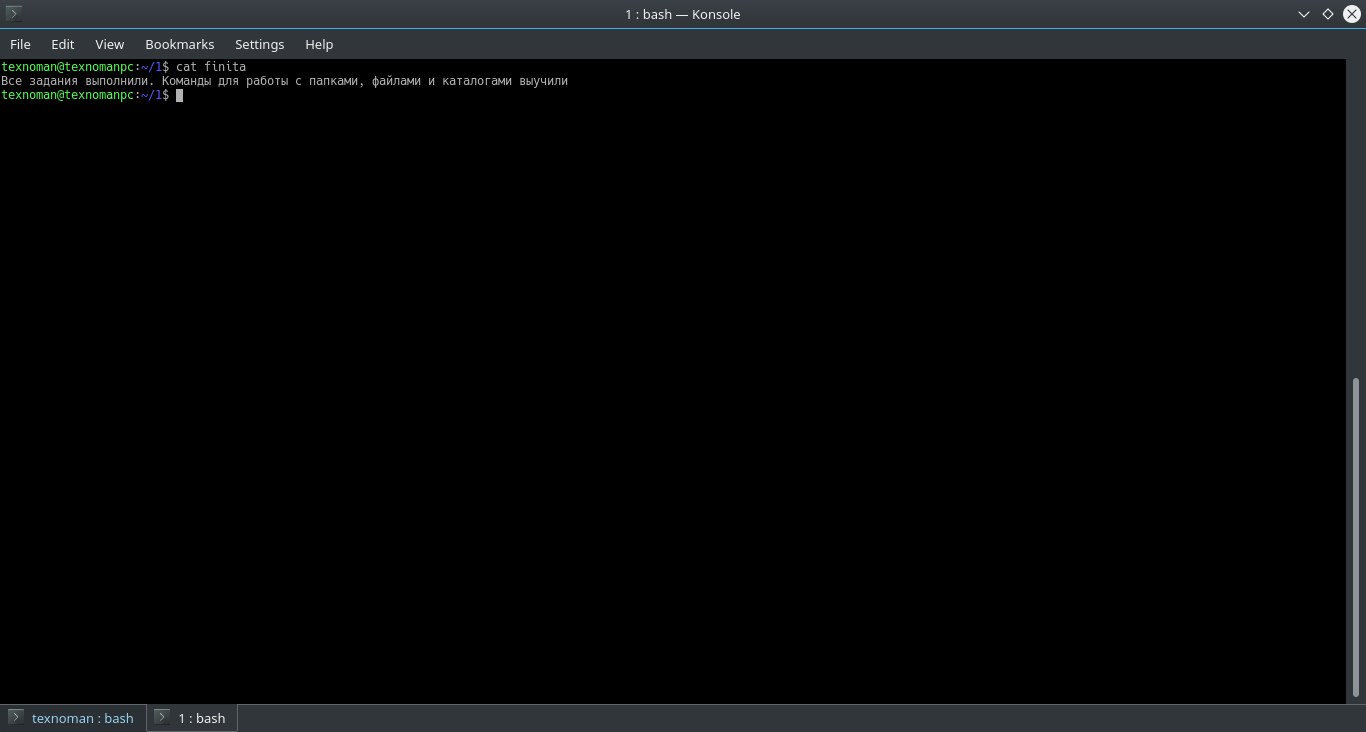 1 : bash — Konsole
File Edit View Bookmarks Settings Help
texnoman@texnomanpc:~/1$ cat finita
Все задания выполнили. Команды для работы с папками, файлами и каталогами выучили
texnoman@texnomanpc:~/1$
texnoman : bash 1 : bash